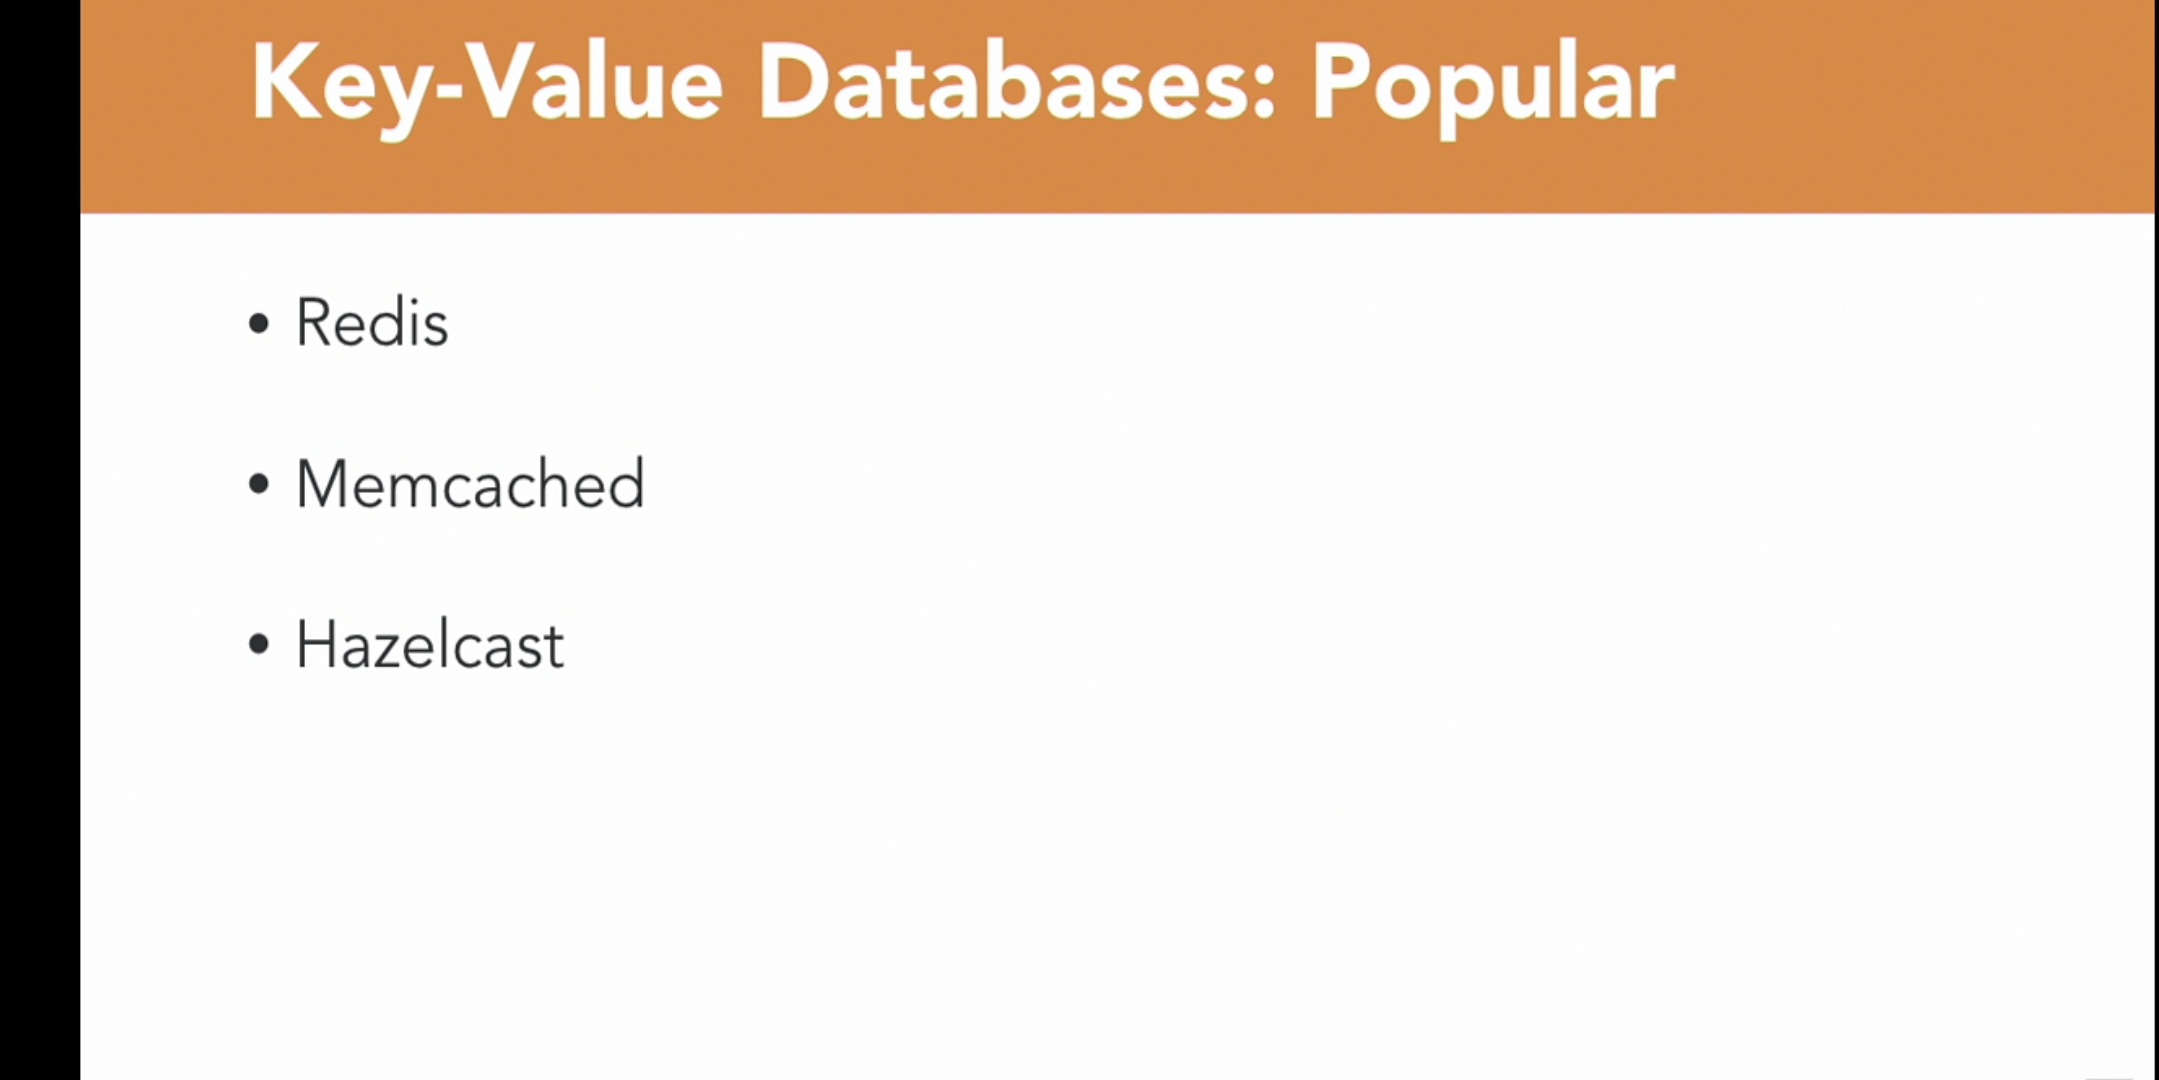 Key-Value Databases: Popular
• Redis
• Memcached
• Hazelcast